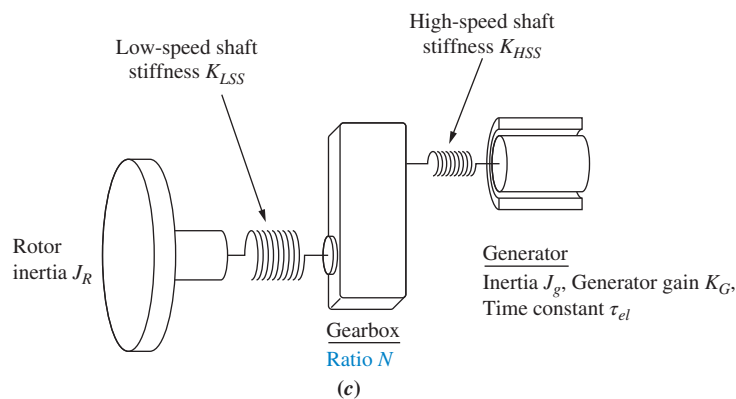 High-speed shaft
stiffness K_HSS
Low-speed shaft
stiffness K_LSS
Rotor
inertia J_R
Generator
Inertia J_g, Generator gain K_G,
Time constant τ_el
Gearbox
Ratio N
(c)